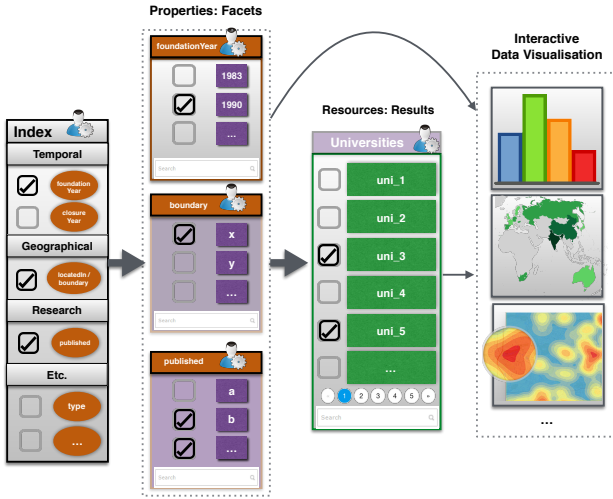 Properties: Facets
Interactive
Data Visualisation
Resources: Results
Index
Temporal
foundation
Year
closure
Year
Geographical
locatedIn /
boundary
Research
published
Etc.
type
...
foundationYear
1983
1990
...
Search
boundary
x
y
...
Search
published
a
b
...
Search
Universities
uni_1
uni_2
uni_3
uni_4
uni_5
...
« 1 2 3 4 5 »
Search
...